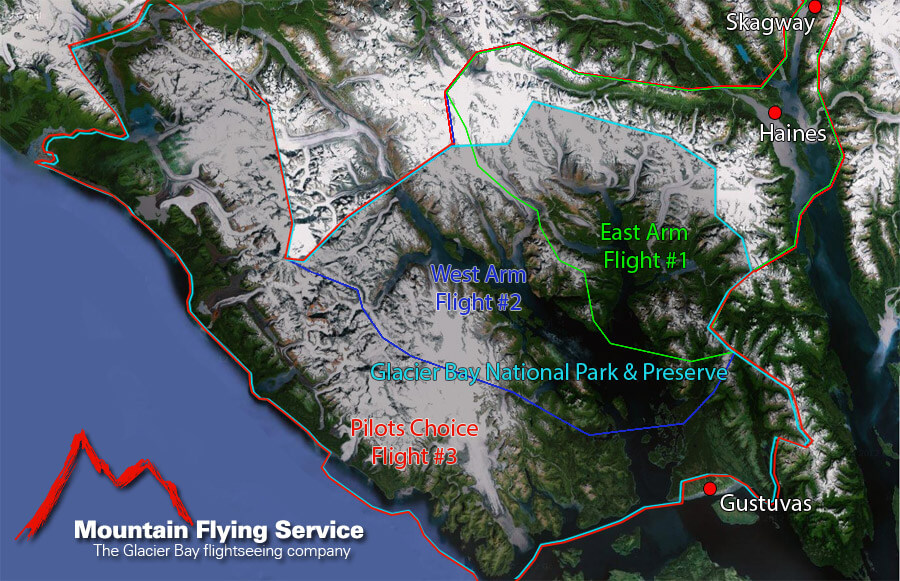 Skagway
Haines
East Arm
Flight #1
West Arm
Flight #2
Glacier Bay National Park & Preserve
Pilots Choice
Flight #3
Gustuvas
Mountain Flying Service
The Glacier Bay flightseeing company